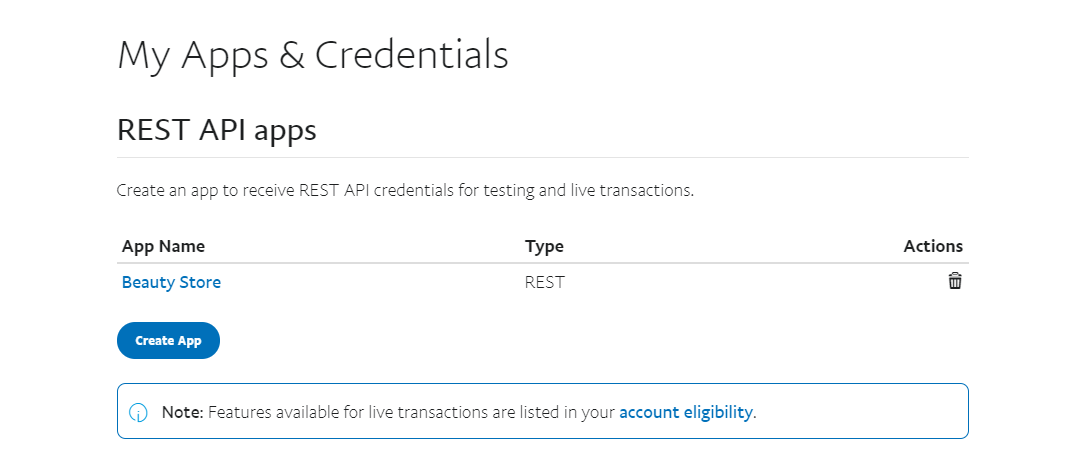 My Apps & Credentials
REST API apps
Create an app to receive REST API credentials for testing and live transactions.
App Name Type Actions
Beauty Store REST
Create App
Note: Features available for live transactions are listed in your account eligibility.